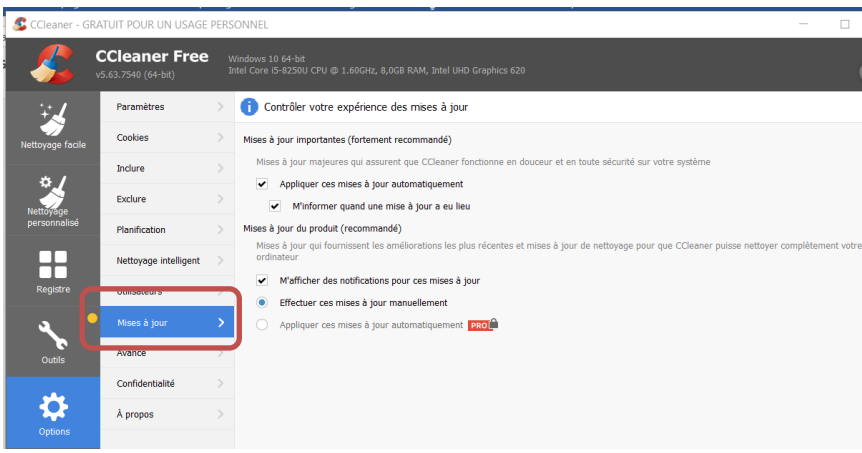 CCleaner - GRATUIT POUR UN USAGE PERSONNEL
CCleaner Free
v5.63.7540 (64-bit)
Windows 10 64-bit
Intel Core i5-8250U CPU @ 1.60GHz, 8,0GB RAM, Intel UHD Graphics 620
Nettoyage facile
Nettoyage
personnalisé
Registre
Outils
Options
Paramètres
Cookies
Inclure
Exclure
Planification
Nettoyage intelligent
Utilisateurs
Mises à jour
Avancé
Confidentialité
À propos
Contrôler votre expérience des mises à jour
Mises à jour importantes (fortement recommandé)
Mises à jour majeures qui assurent que CCleaner fonctionne en douceur et en toute sécurité sur votre système
Appliquer ces mises à jour automatiquement
M'informer quand une mise à jour a eu lieu
Mises à jour du produit (recommandé)
Mises à jour qui fournissent les améliorations les plus récentes et mises à jour de nettoyage pour que CCleaner puisse nettoyer complètement votre
ordinateur
M'afficher des notifications pour ces mises à jour
Effectuer ces mises à jour manuellement
Appliquer ces mises à jour automatiquement PRO